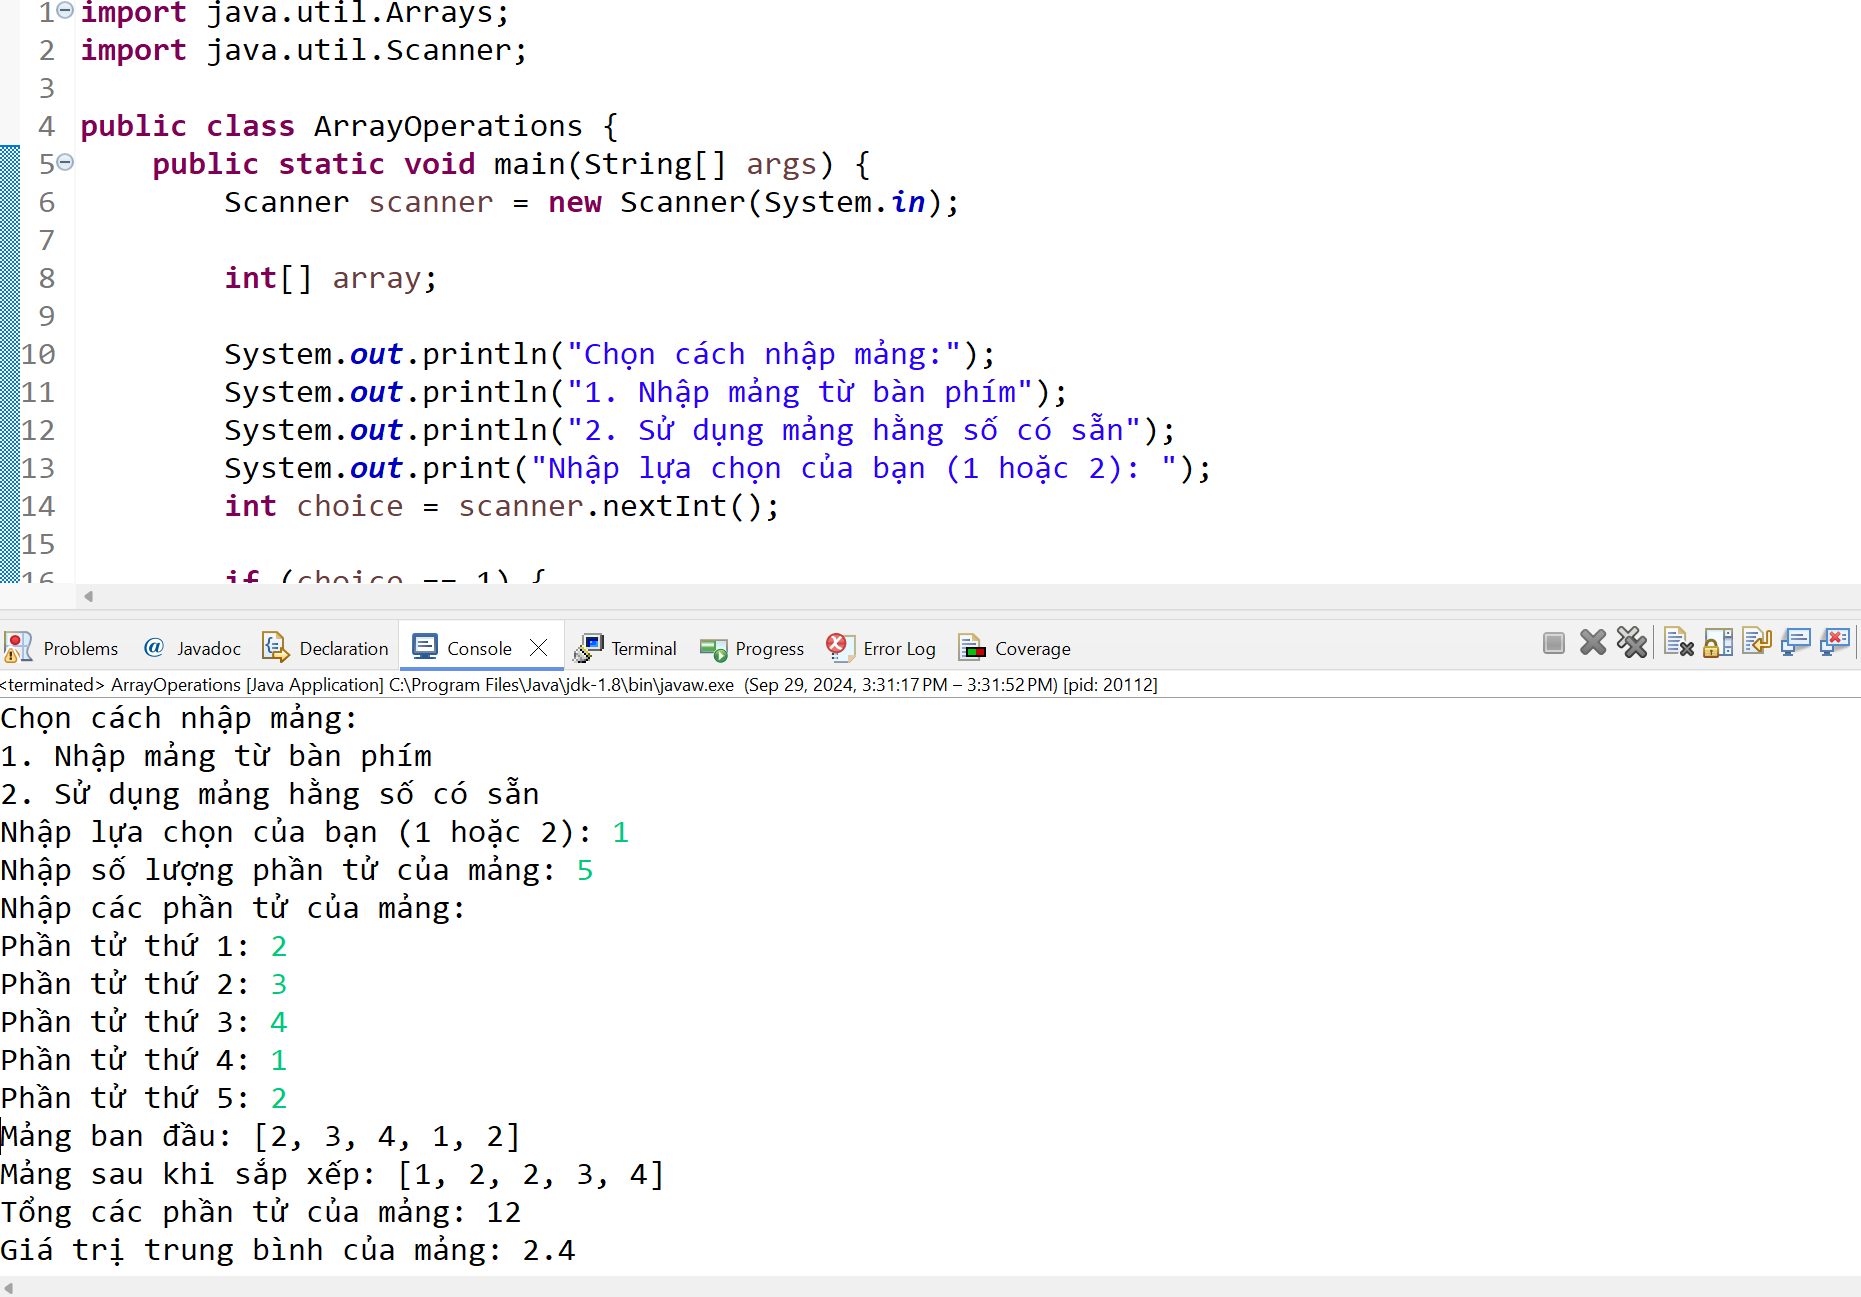 1 import java.util.Arrays;
2 import java.util.Scanner;
3
4 public class ArrayOperations {
5 public static void main(String[] args) {
6 Scanner scanner = new Scanner(System.in);
7
8 int[] array;
9
10 System.out.println("Chọn cách nhập mảng:");
11 System.out.println("1. Nhập mảng từ bàn phím");
12 System.out.println("2. Sử dụng mảng hằng số có sẵn");
13 System.out.print("Nhập lựa chọn của bạn (1 hoặc 2): ");
14 int choice = scanner.nextInt();
15
16 if (choice == 1) {
Problems @ Javadoc Declaration Console Terminal Progress Error Log Coverage
<terminated> ArrayOperations [Java Application] C:\Program Files\Java\jdk-1.8\bin\javaw.exe (Sep 29, 2024, 3:31:17 PM – 3:31:52 PM) [pid: 20112]
Chọn cách nhập mảng:
1. Nhập mảng từ bàn phím
2. Sử dụng mảng hằng số có sẵn
Nhập lựa chọn của bạn (1 hoặc 2): 1
Nhập số lượng phần tử của mảng: 5
Nhập các phần tử của mảng:
Phần tử thứ 1: 2
Phần tử thứ 2: 3
Phần tử thứ 3: 4
Phần tử thứ 4: 1
Phần tử thứ 5: 2
Mảng ban đầu: [2, 3, 4, 1, 2]
Mảng sau khi sắp xếp: [1, 2, 2, 3, 4]
Tổng các phần tử của mảng: 12
Giá trị trung bình của mảng: 2.4